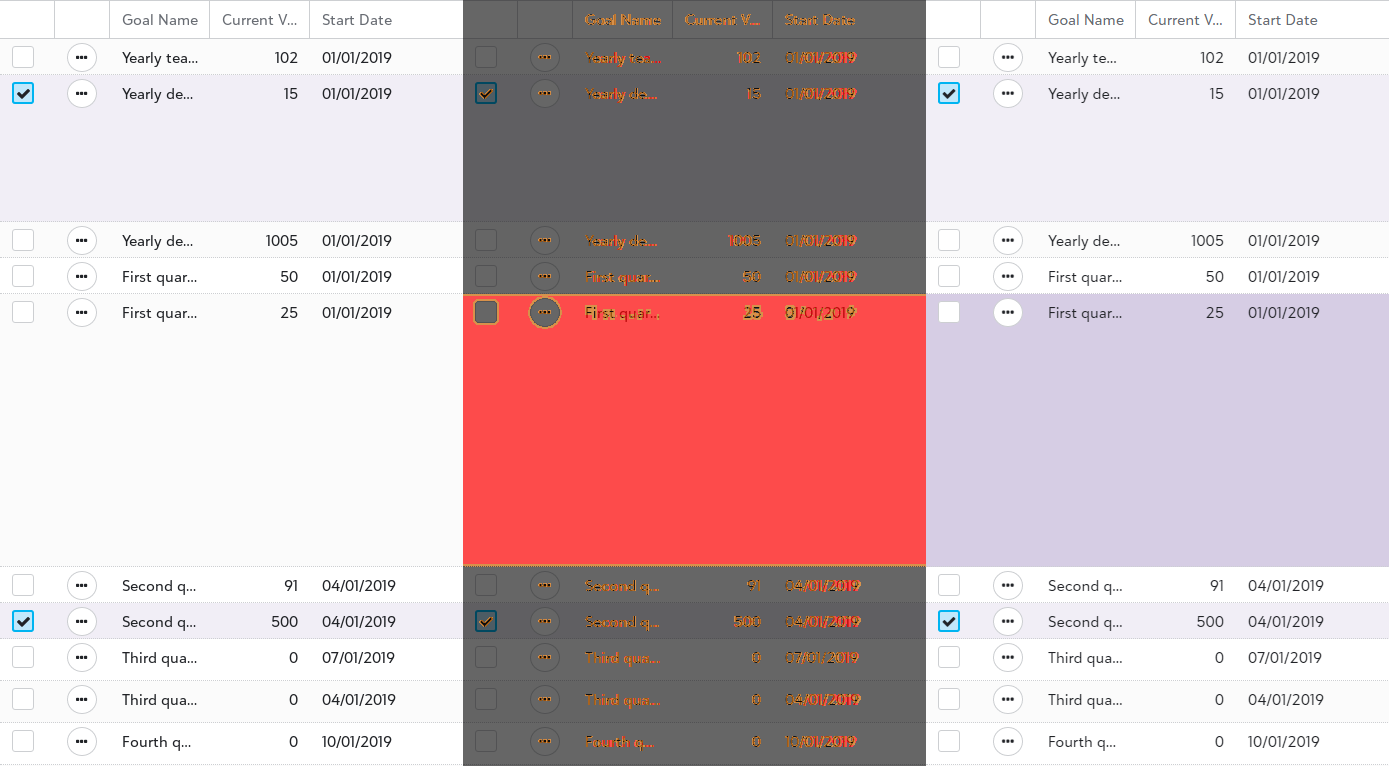 Goal Name Current V... Start Date Goal Name Current V... Start Date Goal Name Current V... Start Date
Yearly tea... 102 01/01/2019 Yearly tea... 102 01/01/2019 Yearly te... 102 01/01/2019
Yearly de... 15 01/01/2019 Yearly de... 15 01/01/2019 Yearly de... 15 01/01/2019
Yearly de... 1005 01/01/2019 Yearly de... 1005 01/01/2019 Yearly de... 1005 01/01/2019
First quar... 50 01/01/2019 First quar... 50 01/01/2019 First quar... 50 01/01/2019
First quar... 25 01/01/2019 First quar... 25 01/01/2019 First quar... 25 01/01/2019
Second q... 91 04/01/2019 Second q... 91 04/01/2019 Second q... 91 04/01/2019
Second q... 500 04/01/2019 Second q... 500 04/01/2019 Second q... 500 04/01/2019
Third qua... 0 07/01/2019 Third qua... 0 07/01/2019 Third qua... 0 07/01/2019
Third qua... 0 04/01/2019 Third qua... 0 04/01/2019 Third qua... 0 04/01/2019
Fourth q... 0 10/01/2019 Fourth q... 0 10/01/2019 Fourth q... 0 10/01/2019